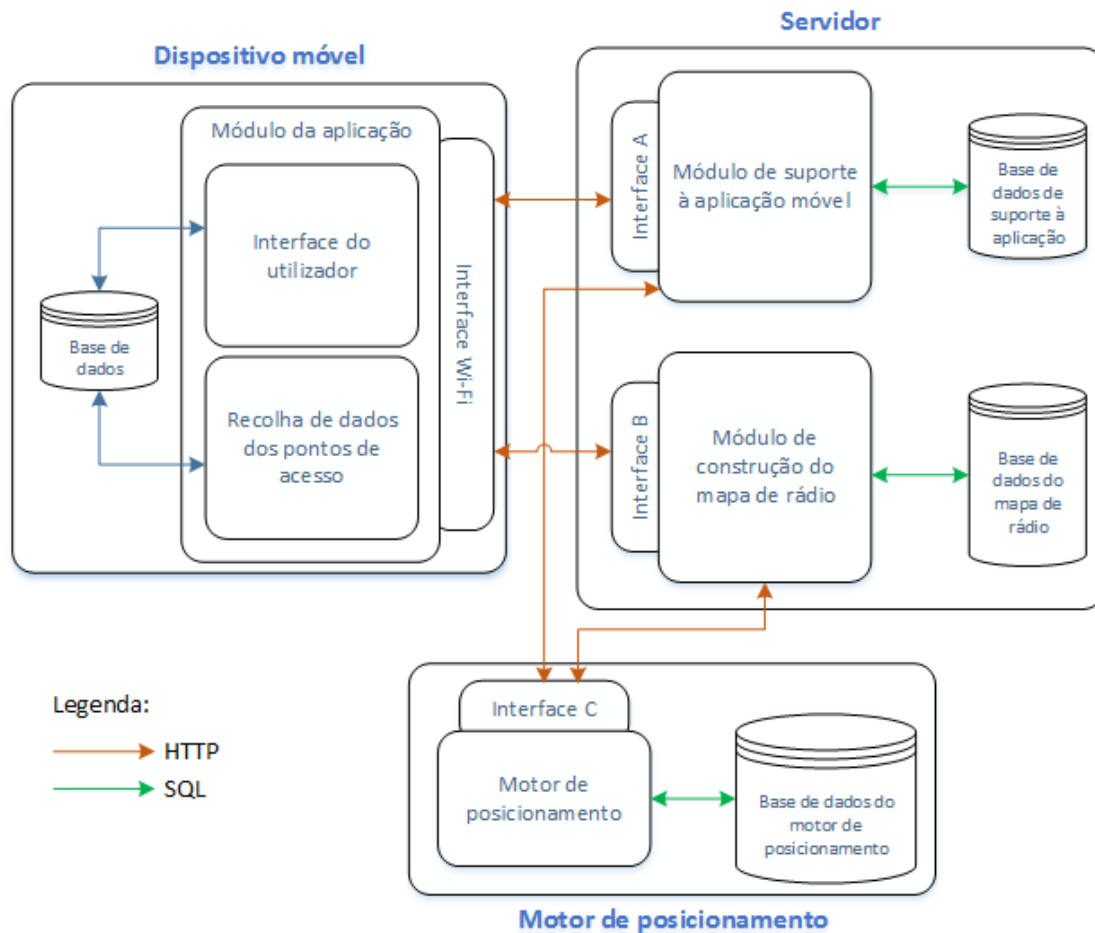 Servidor
Dispositivo móvel
Módulo da aplicação
Interface do
utilizador
Base de
dados
Recolha de dados
dos pontos de
acesso
Interface Wi-Fi
Interface A
Módulo de suporte
à aplicação móvel
Base de
dados de
suporte à
aplicação
Interface B
Módulo de
construção do
mapa de rádio
Base de
dados do
mapa de
rádio
Legenda:
HTTP
SQL
Interface C
Motor de
posicionamento
Base de dados do
motor de
posicionamento
Motor de posicionamento